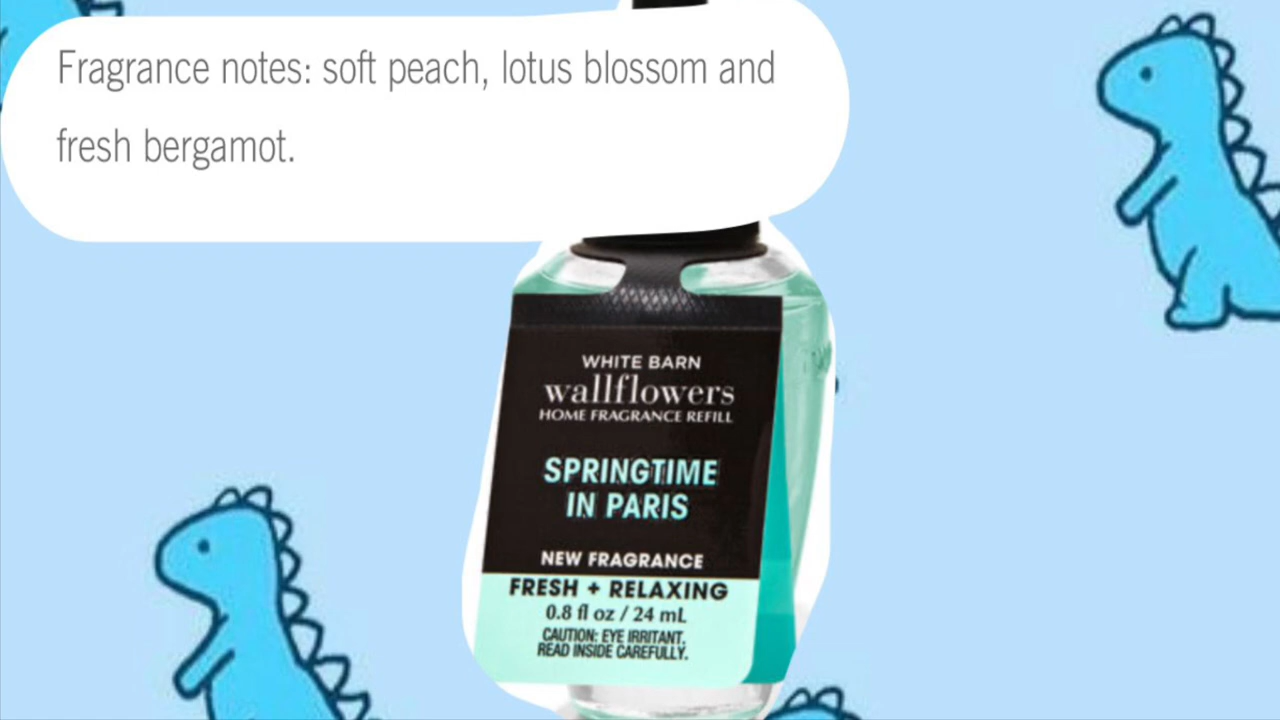 Fragrance notes: soft peach, lotus blossom and
fresh bergamot.
WHITE BARN
wallflowers
HOME FRAGRANCE REFILL
SPRINGTIME
IN PARIS
NEW FRAGRANCE
FRESH + RELAXING
0.8 fl oz / 24 mL
CAUTION: EYE IRRITANT.
READ INSIDE CAREFULLY.